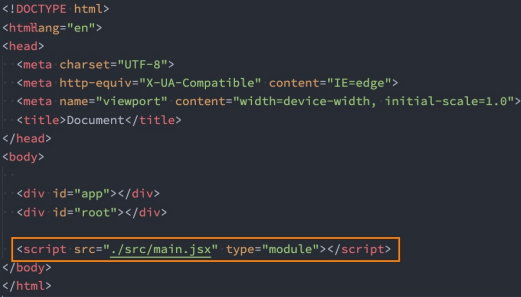 <!DOCTYPE html>
<html lang="en">
<head>
<meta charset="UTF-8">
<meta http-equiv="X-UA-Compatible" content="IE=edge">
<meta name="viewport" content="width=device-width, initial-scale=1.0">
<title>Document</title>
</head>
<body>
<div id="app"></div>
<div id="root"></div>
<script src="./src/main.jsx" type="module"></script>
</body>
</html>